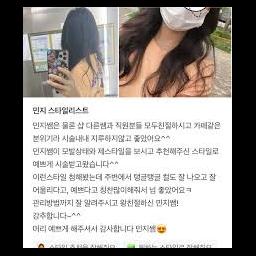 민지 스타일리스트
민지쌤은 물론 샵 다른쌤과 직원분들 모두친절하시고 카페같은
분위기라 시술내내 지루하지않고 좋았어요^^
민지쌤이 모발상태와 제스타일을 보시고 추천해주신 스타일로
예쁘게 시술받고왔습니다^^
이런스타일 첨해봤는데 주변에서 탱글탱글 컬도 잘 나오고 잘
어울리다고, 예쁘다고 칭찬많이해줘서 넘 좋았어요ㅋ
관리방법까지 잘 알려주시고 왕친절하신 민지쌤!
강추합니다~^^
머리 예쁘게 해주셔서 감사합니다 민지쌤😍